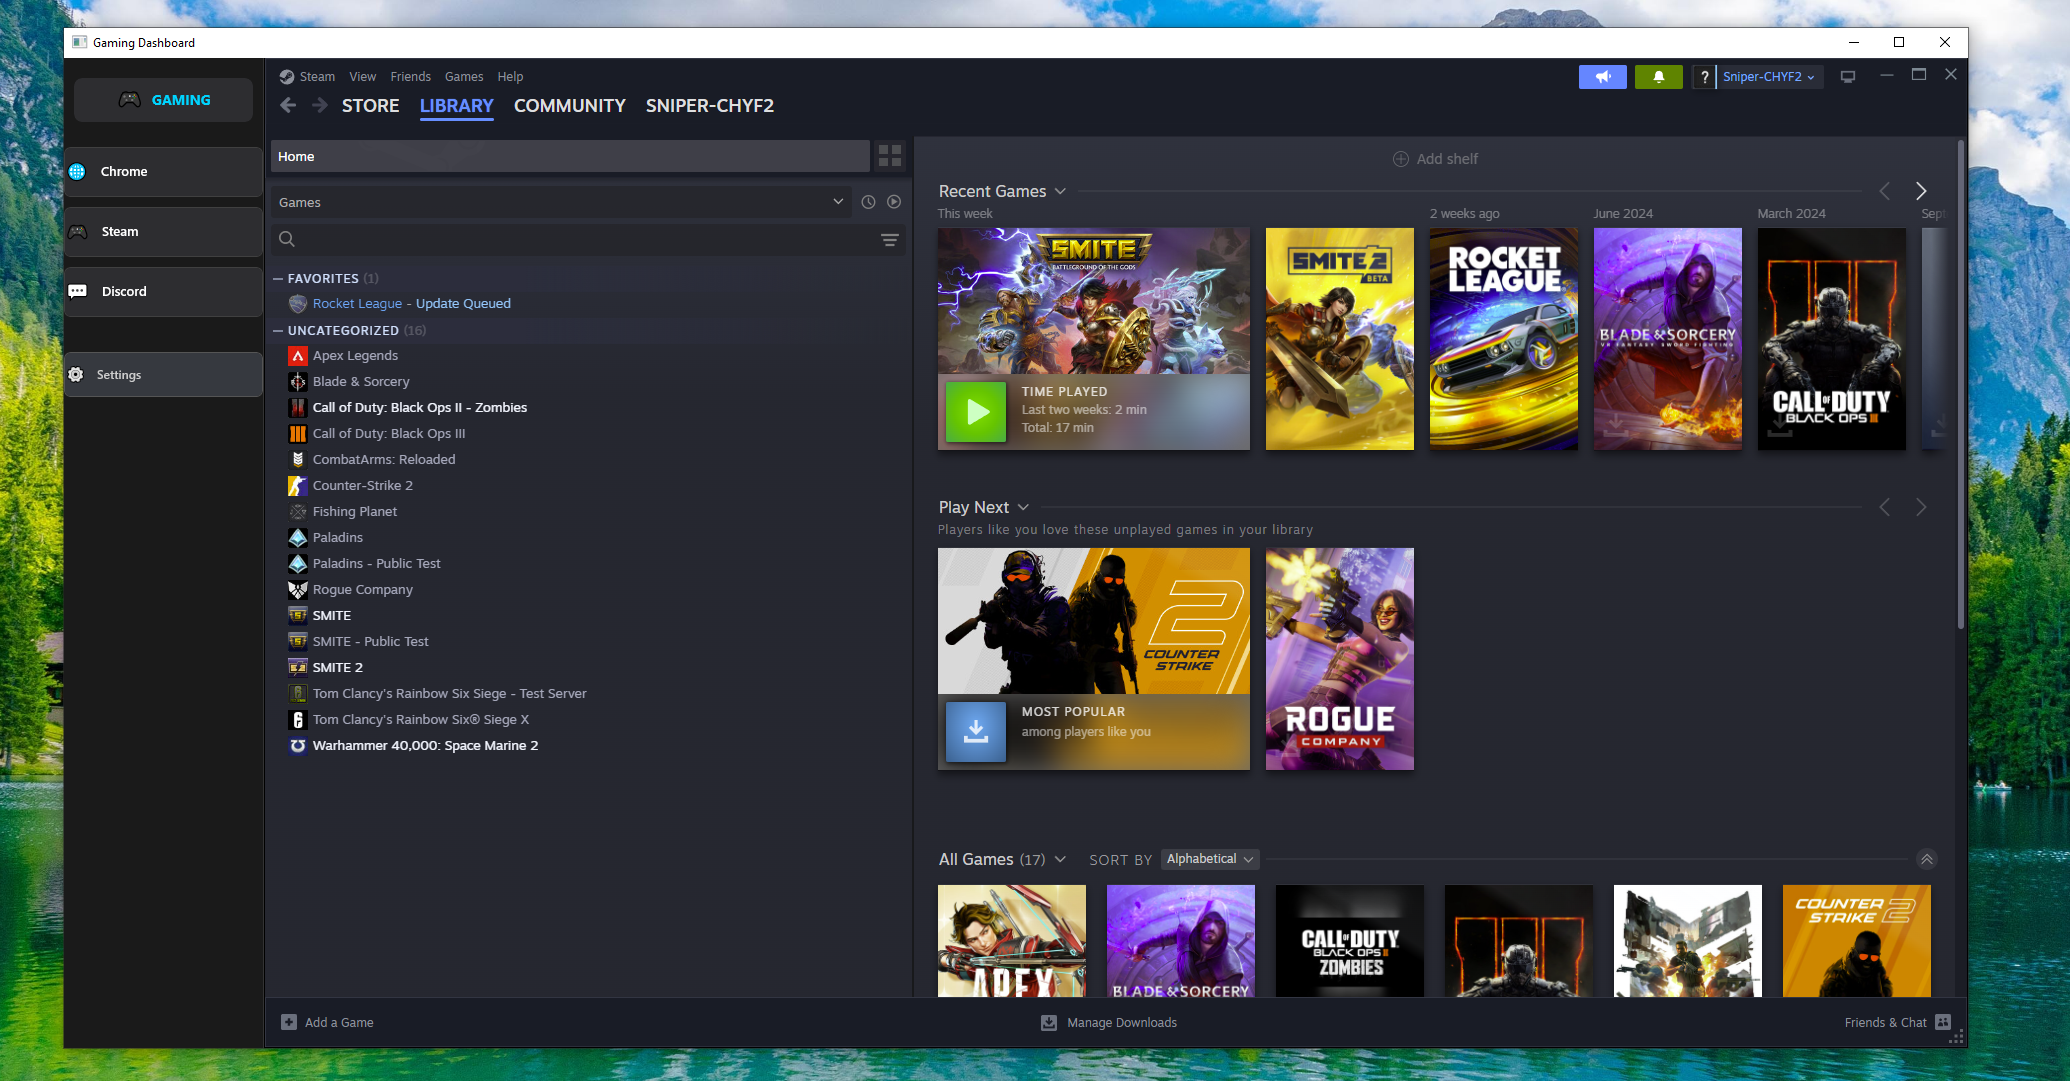 Gaming Dashboard
GAMING
Chrome
Steam
Discord
Settings
Steam View Friends Games Help
? Sniper-CHYF2
STORE LIBRARY COMMUNITY SNIPER-CHYF2
Home
Games
FAVORITES (1)
Rocket League - Update Queued
UNCATEGORIZED (16)
Apex Legends
Blade & Sorcery
Call of Duty: Black Ops II - Zombies
Call of Duty: Black Ops III
CombatArms: Reloaded
Counter-Strike 2
Fishing Planet
Paladins
Paladins - Public Test
Rogue Company
SMITE
SMITE - Public Test
SMITE 2
Tom Clancy's Rainbow Six Siege - Test Server
Tom Clancy's Rainbow Six® Siege X
Warhammer 40,000: Space Marine 2
Add shelf
Recent Games
This week
2 weeks ago
June 2024
March 2024
Sept
SMITE
BATTLEGROUND OF THE GODS
TIME PLAYED
Last two weeks: 2 min
Total: 17 min
SMITE 2
BETA
ROCKET
LEAGUE
BLADE & SORCERY
VR FANTASY SWORD FIGHTING
CALL OF DUTY
BLACK OPS III
Play Next
Players like you love these unplayed games in your library
2
COUNTER
STRIKE
MOST POPULAR
among players like you
ROGUE
COMPANY
All Games (17)
SORT BY Alphabetical
APEX
BLADE & SORCERY
CALL OF DUTY
BLACK OPS II
ZOMBIES
COUNTER
STRIKE 2
Add a Game
Manage Downloads
Friends & Chat